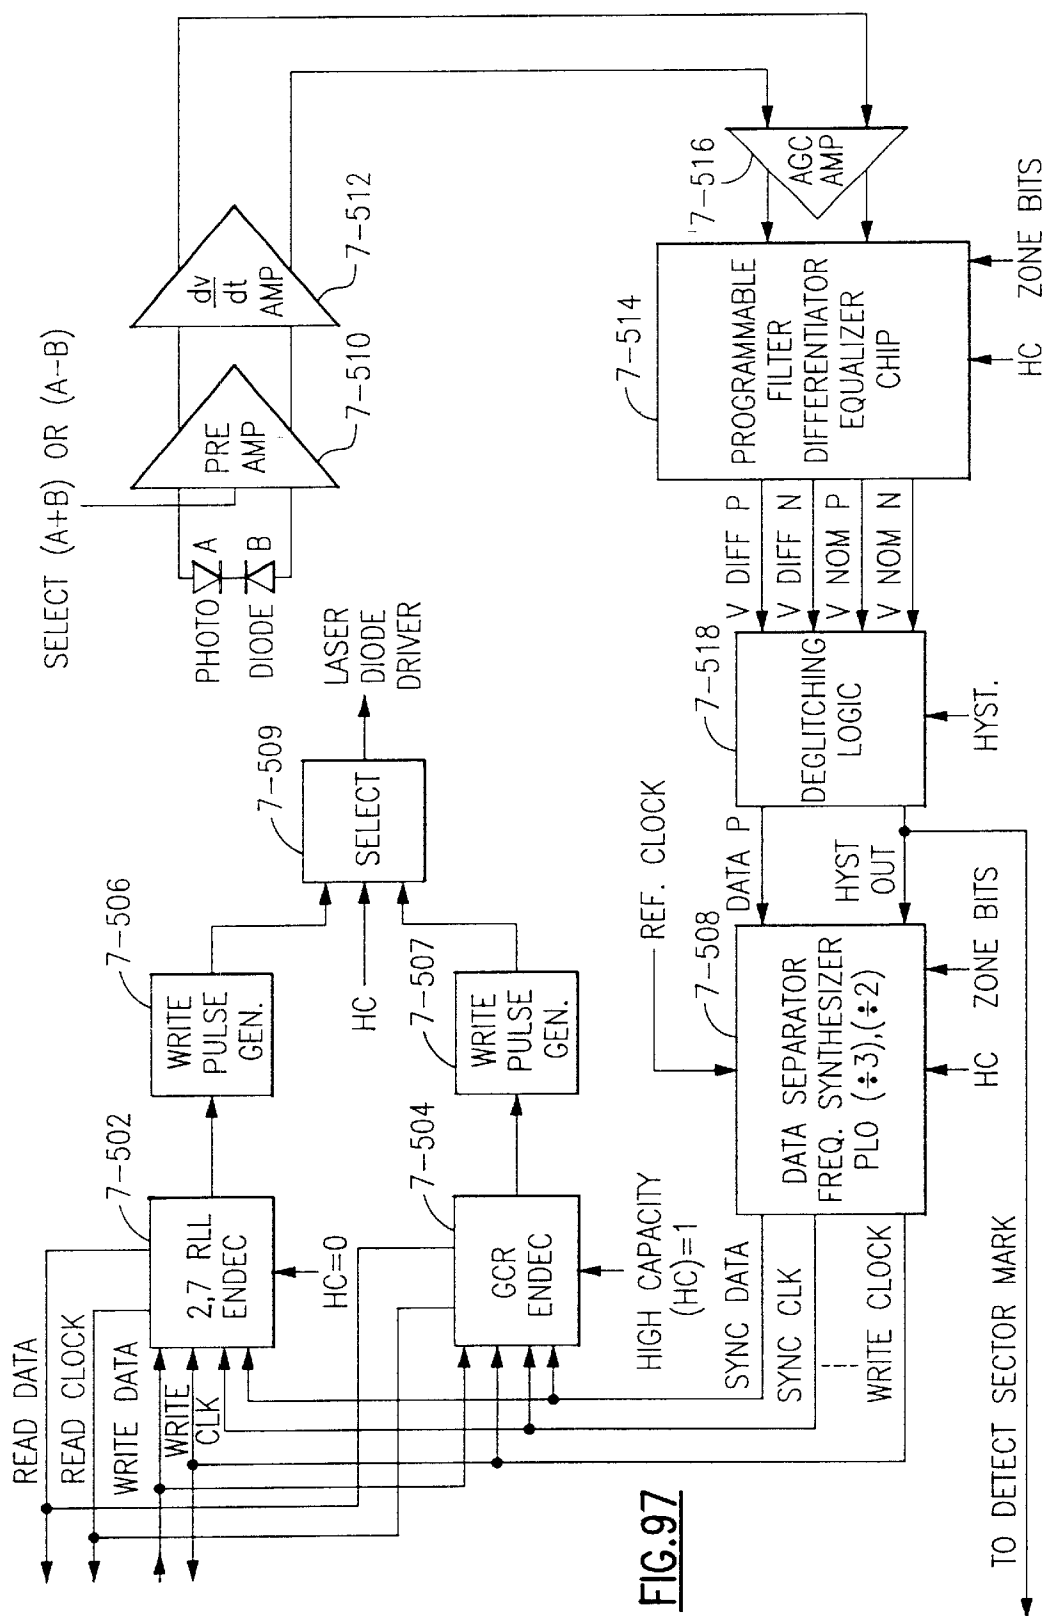 READ DATA
READ CLOCK
WRITE DATA
WRITE
CLK
7-502
2,7 RLL
ENDEC
HC=0
7-506
WRITE
PULSE
GEN.
7-504
GCR
ENDEC
HIGH CAPACITY
(HC)=1
7-507
WRITE
PULSE
GEN.
7-509
SELECT
HC
LASER
DIODE
DRIVER
SELECT (A+B) OR (A-B)
PHOTO
DIODE
A
B
PRE
AMP
7-510
dv
dt
AMP
7-512
7-516
AGC
AMP
7-514
PROGRAMMABLE
FILTER
DIFFERENTIATOR
EQUALIZER
CHIP
HC
ZONE BITS
V DIFF P
V DIFF N
V NOM P
V NOM N
7-518
DEGLITCHING
LOGIC
HYST.
DATA P
HYST
OUT
REF. CLOCK
7-508
DATA SEPARATOR
FREQ. SYNTHESIZER
PLO (÷3),(÷2)
HC
ZONE BITS
SYNC DATA
SYNC CLK
WRITE CLOCK
TO DETECT SECTOR MARK
FIG.97